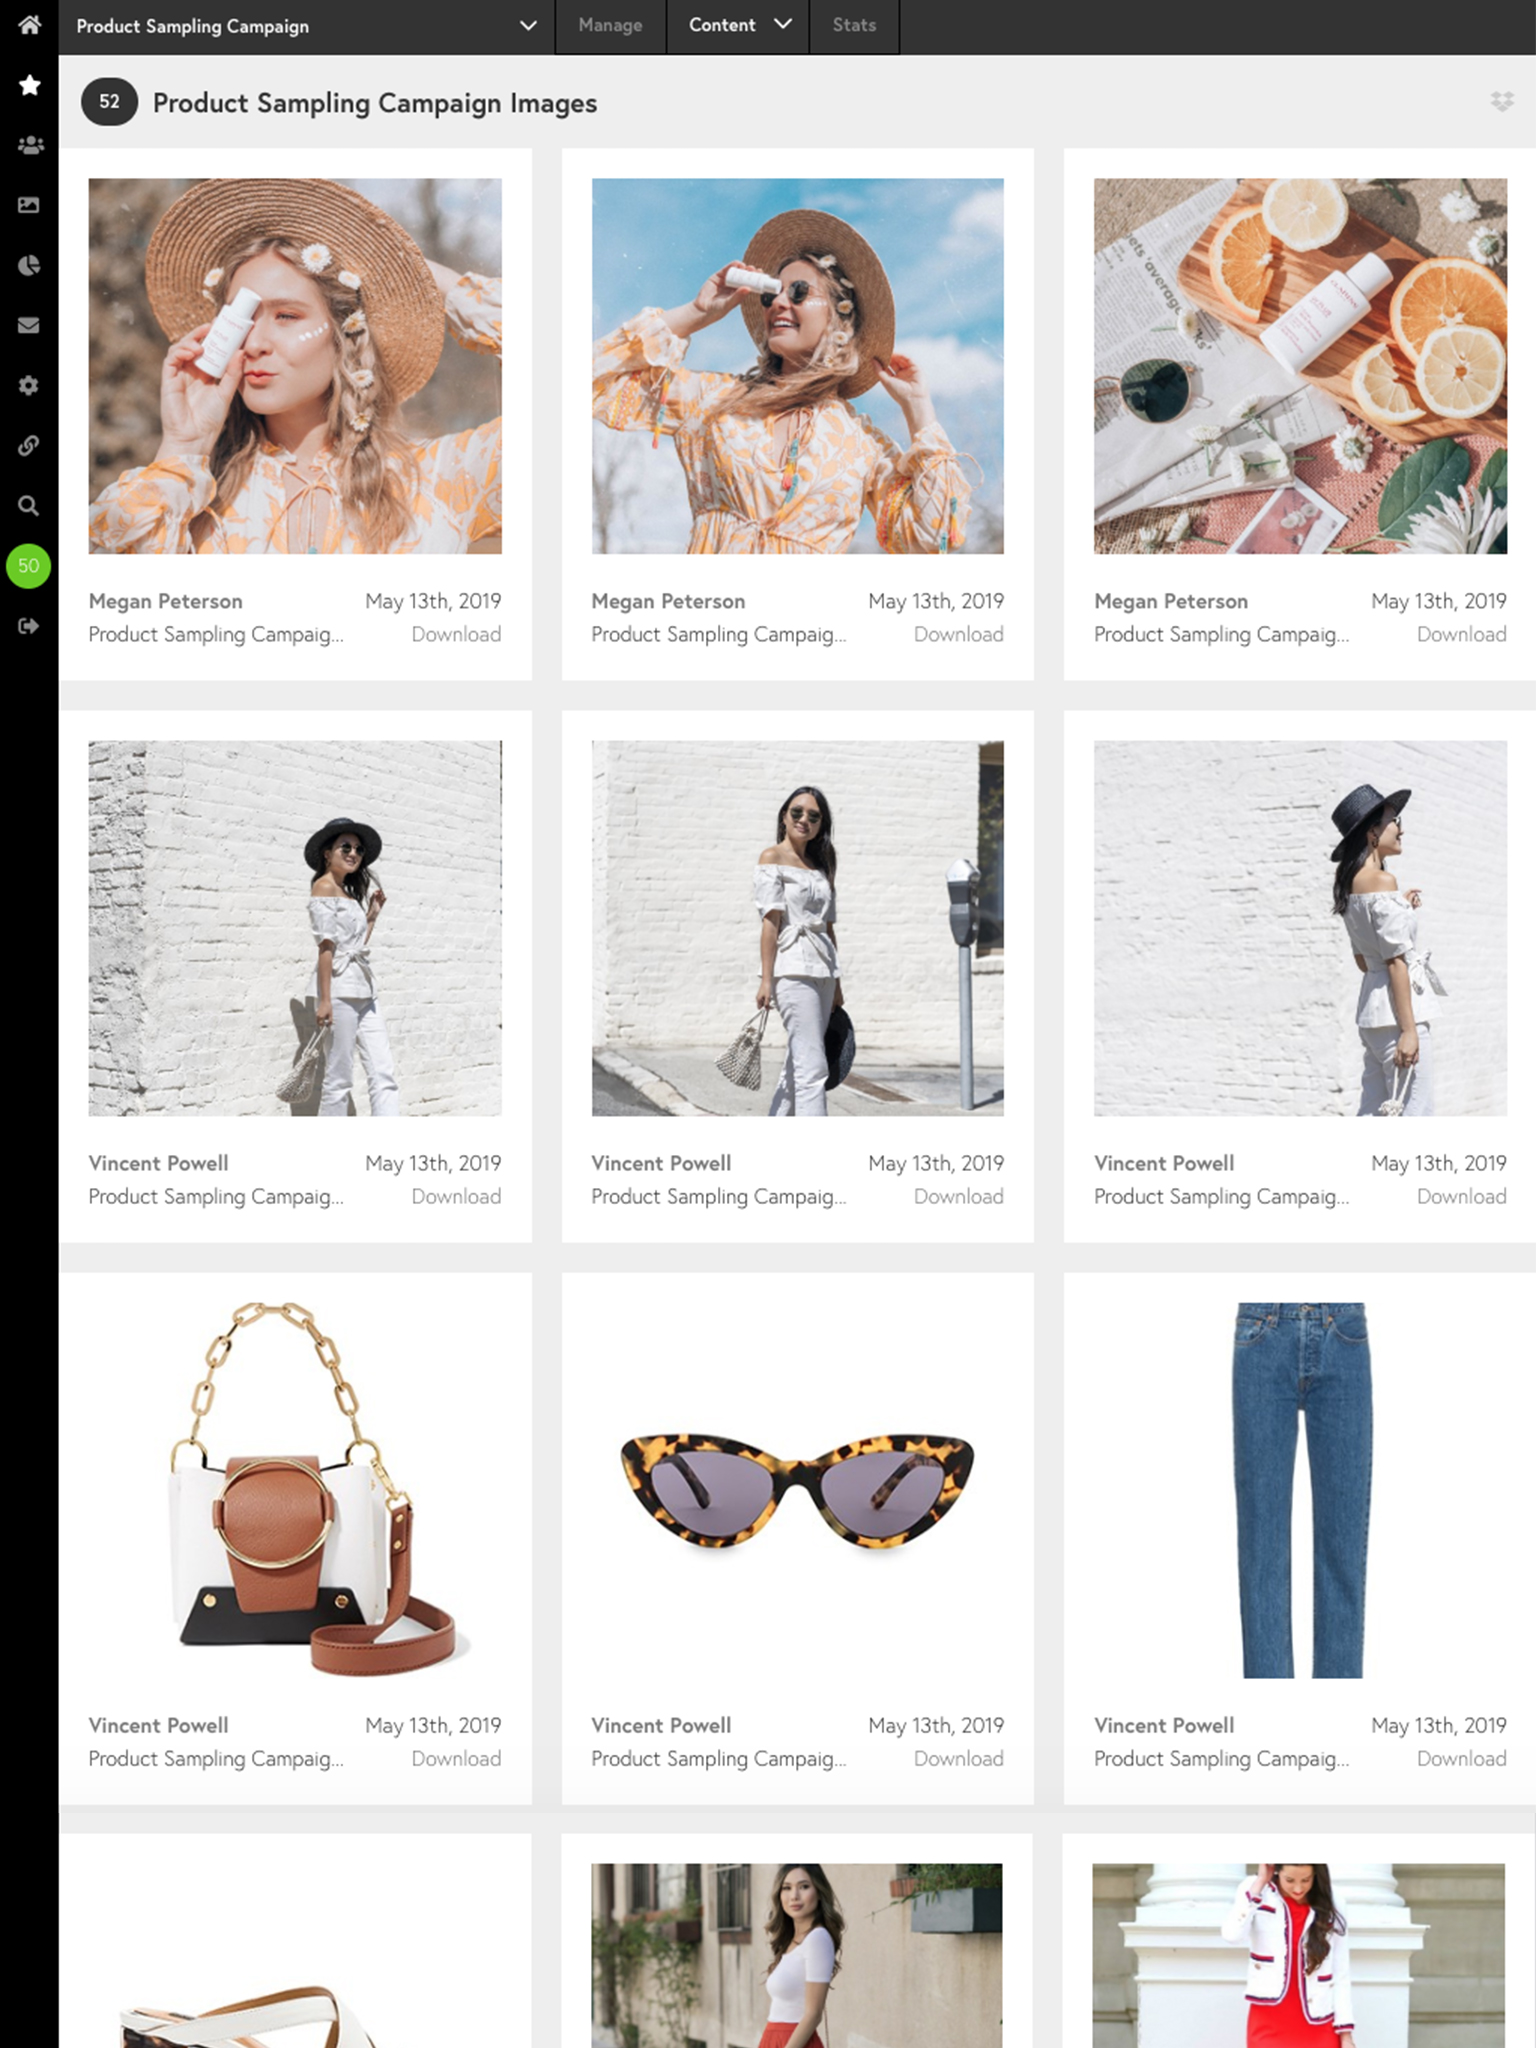 Product Sampling Campaign
Manage
Content
Stats
52
Product Sampling Campaign Images
50
ets 'average
ks'
CLARINS
Megan Peterson
May 13th, 2019
Product Sampling Campaig...
Download
Megan Peterson
May 13th, 2019
Product Sampling Campaig...
Download
Megan Peterson
May 13th, 2019
Product Sampling Campaig...
Download
Vincent Powell
May 13th, 2019
Product Sampling Campaig...
Download
Vincent Powell
May 13th, 2019
Product Sampling Campaig...
Download
Vincent Powell
May 13th, 2019
Product Sampling Campaig...
Download
Vincent Powell
May 13th, 2019
Product Sampling Campaig...
Download
Vincent Powell
May 13th, 2019
Product Sampling Campaig...
Download
Vincent Powell
May 13th, 2019
Product Sampling Campaig...
Download